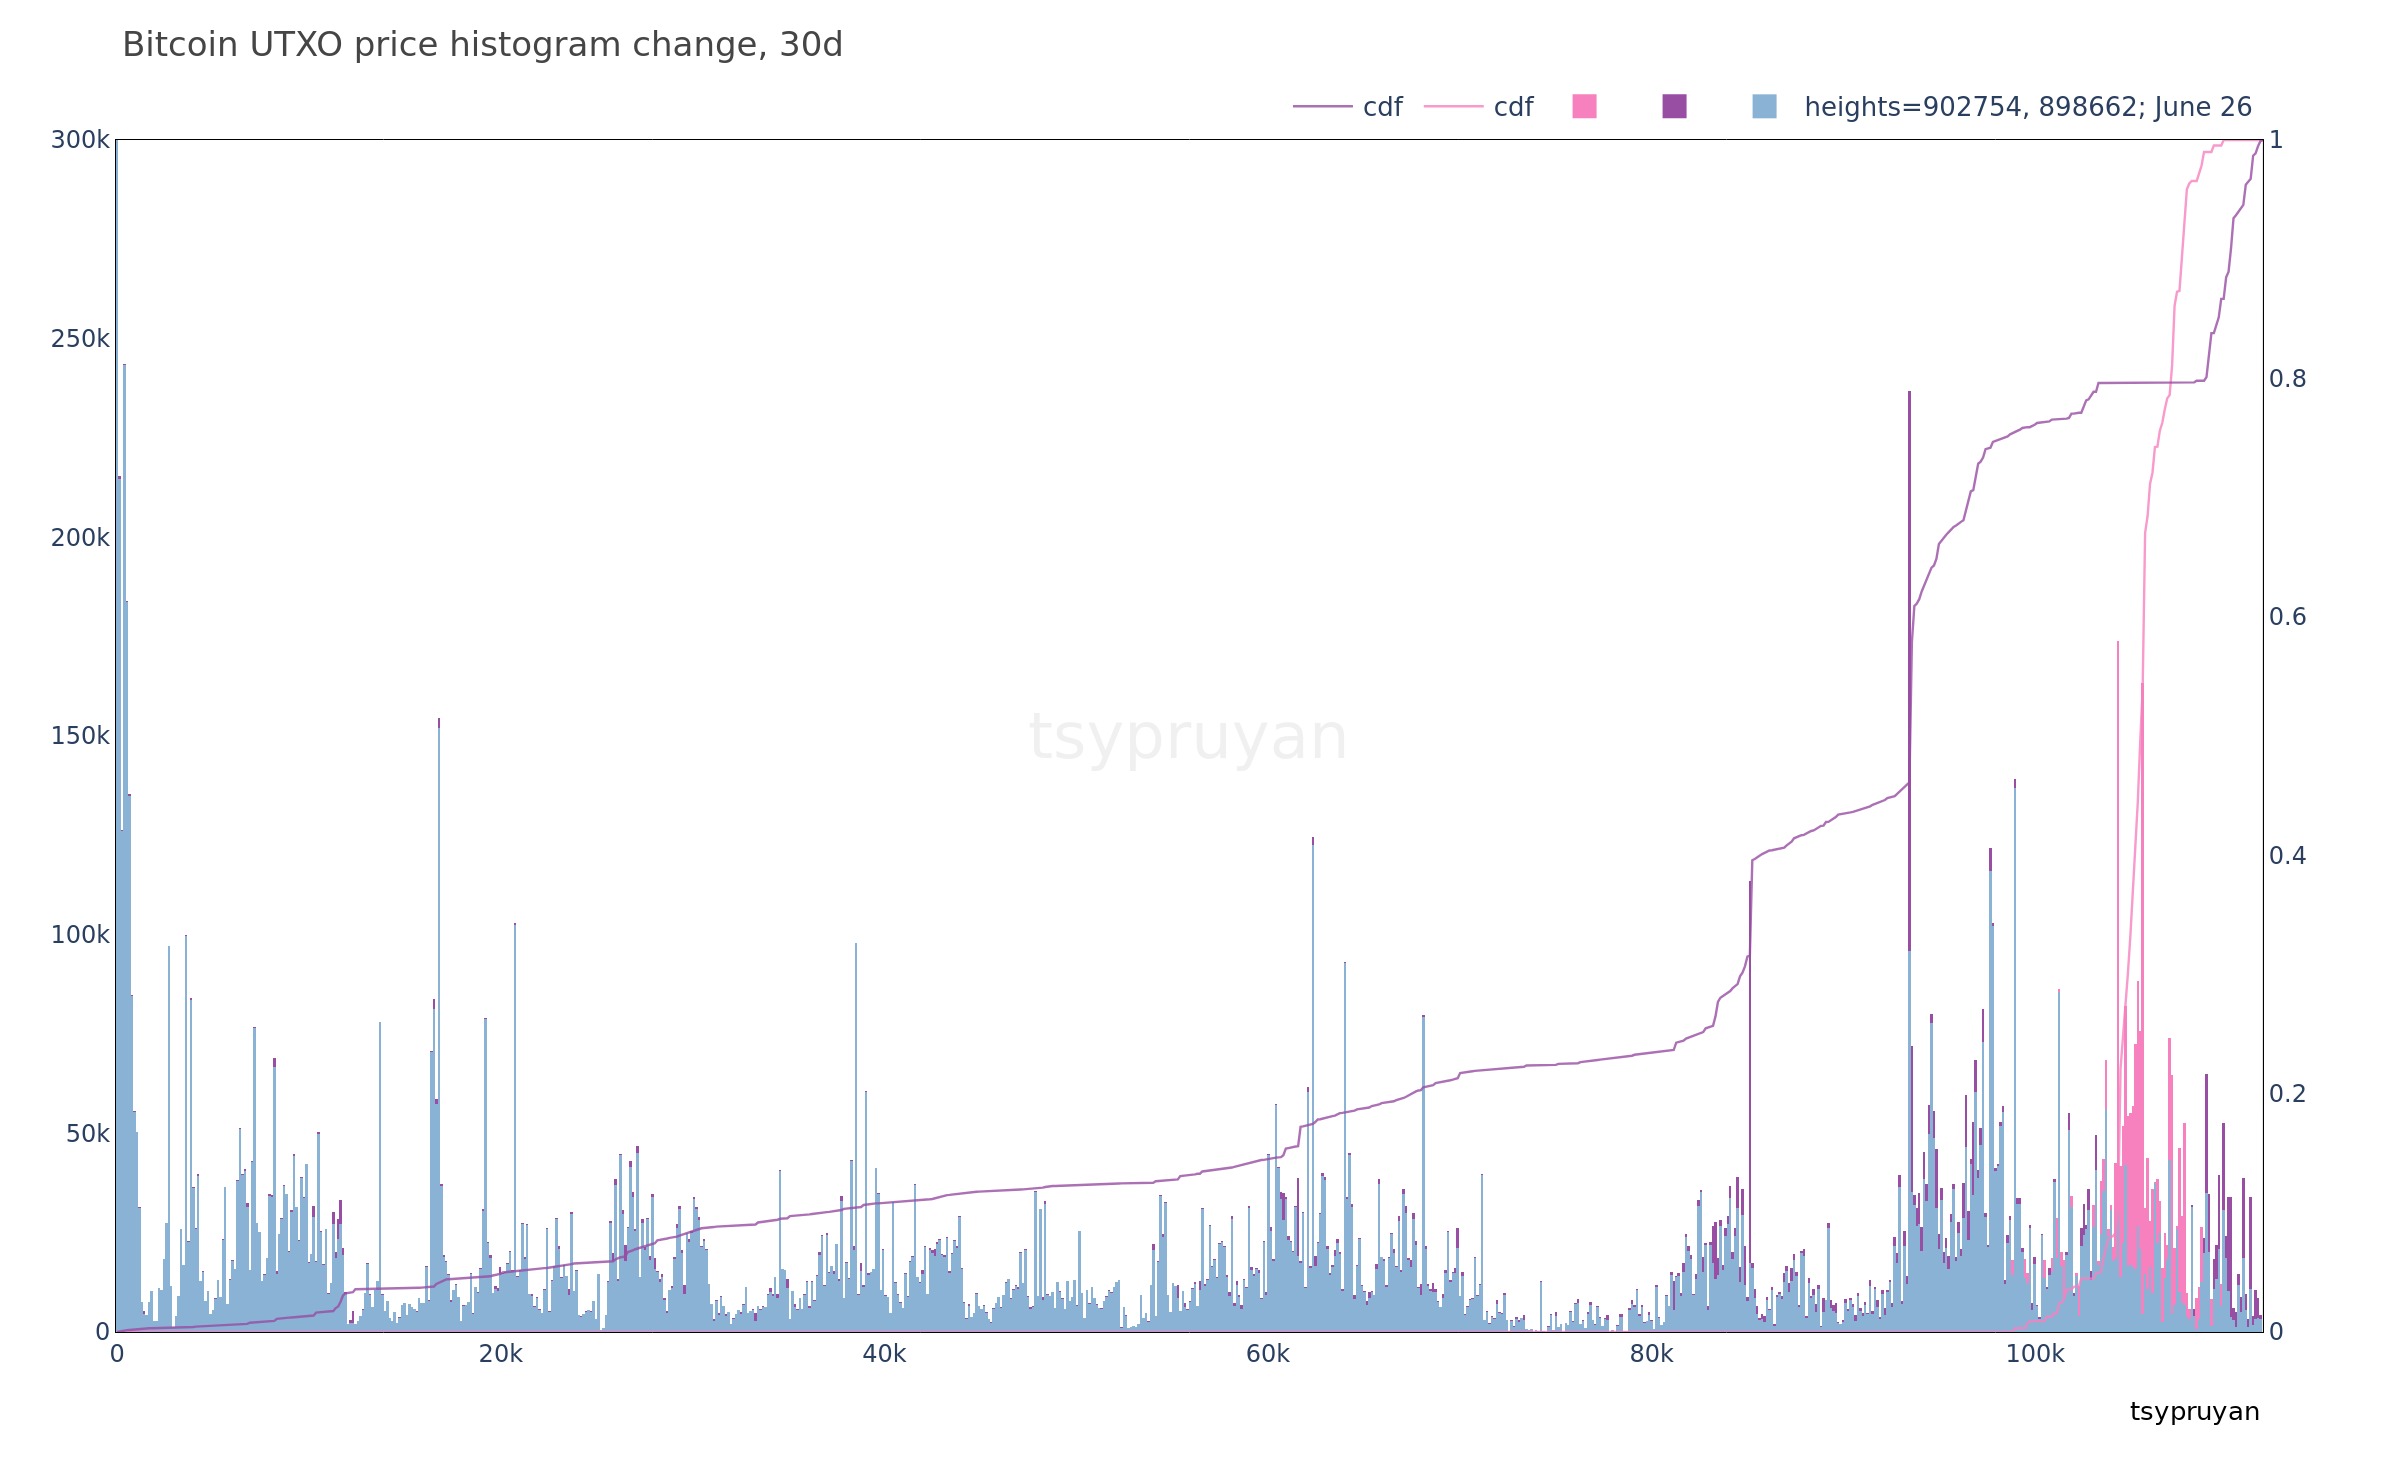 Bitcoin UTXO price histogram change, 30d
cdf cdf heights=902754, 898662; June 26
300k 1
250k
0.8
200k
0.6
150k
tsypruyan
0.4
100k
0.2
50k
0 0
0 20k 40k 60k 80k 100k
tsypruyan